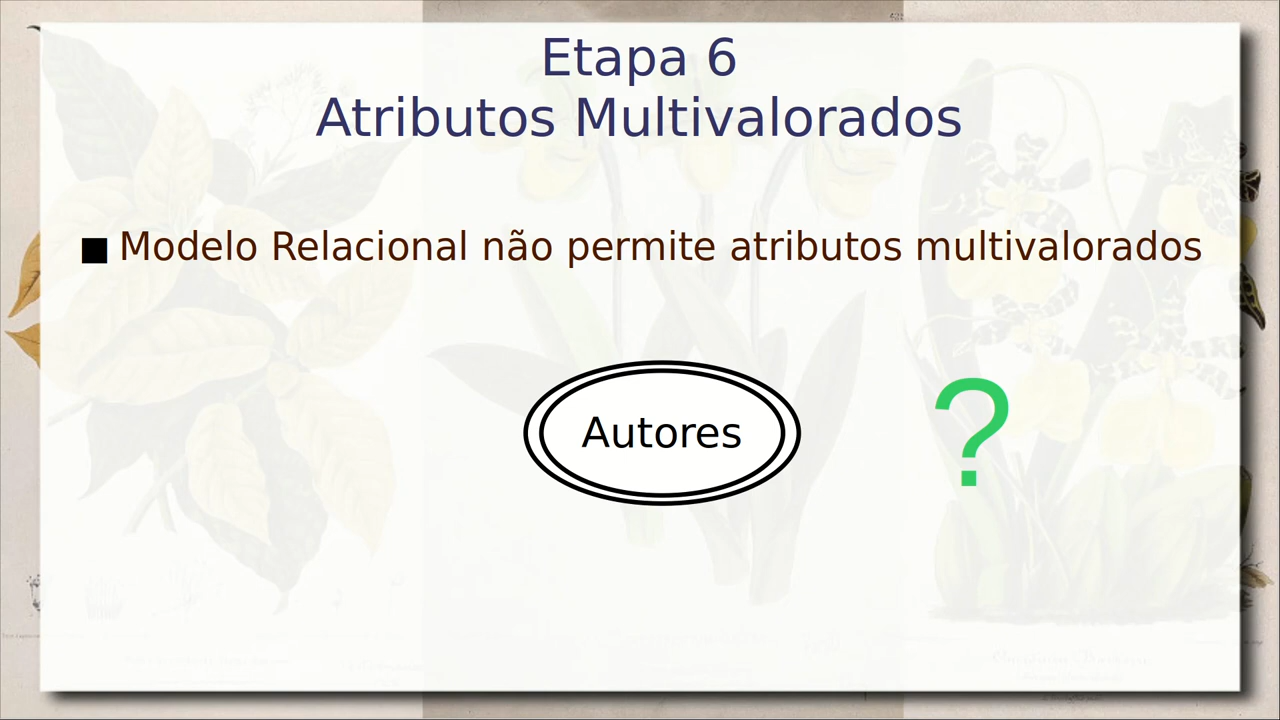 Etapa 6
Atributos Multivalorados
■ Modelo Relacional não permite atributos multivalorados
Autores
?